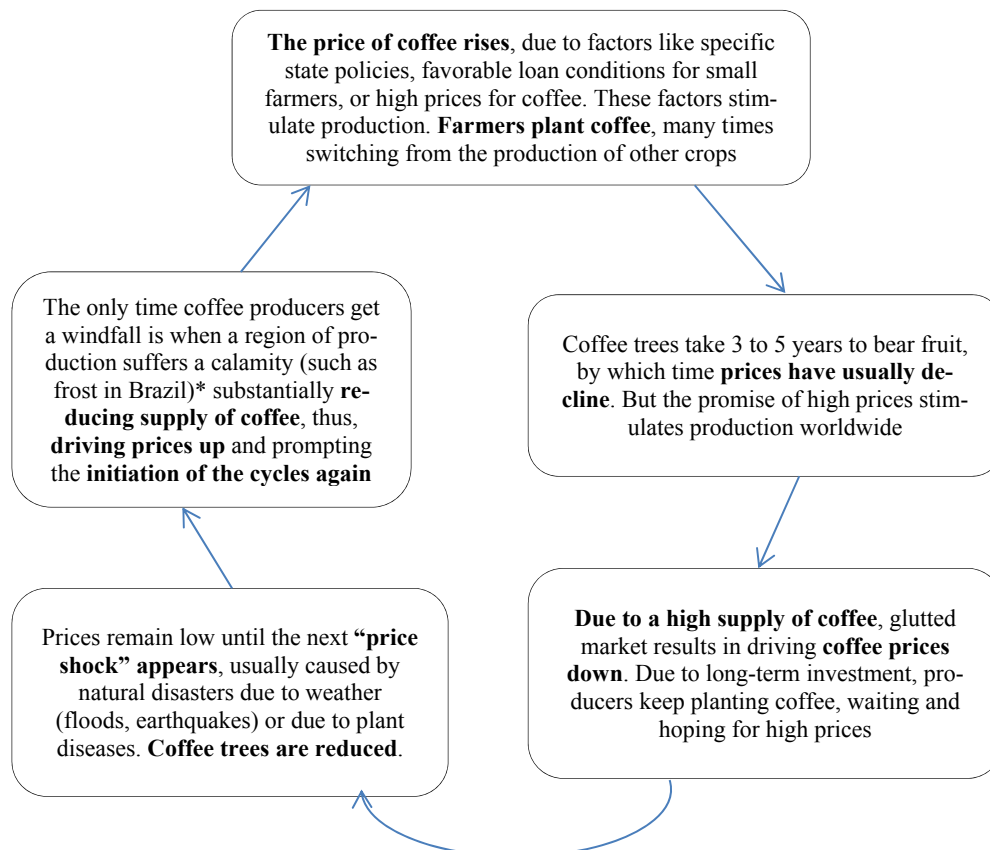 The price of coffee rises, due to factors like specific
state policies, favorable loan conditions for small
farmers, or high prices for coffee. These factors stim-
ulate production. Farmers plant coffee, many times
switching from the production of other crops
Coffee trees take 3 to 5 years to bear fruit,
by which time prices have usually de-
cline. But the promise of high prices stim-
ulates production worldwide
Due to a high supply of coffee, glutted
market results in driving coffee prices
down. Due to long-term investment, pro-
ducers keep planting coffee, waiting and
hoping for high prices
Prices remain low until the next “price
shock” appears, usually caused by
natural disasters due to weather
(floods, earthquakes) or due to plant
diseases. Coffee trees are reduced.
The only time coffee producers get
a windfall is when a region of pro-
duction suffers a calamity (such as
frost in Brazil)* substantially re-
ducing supply of coffee, thus,
driving prices up and prompting
the initiation of the cycles again